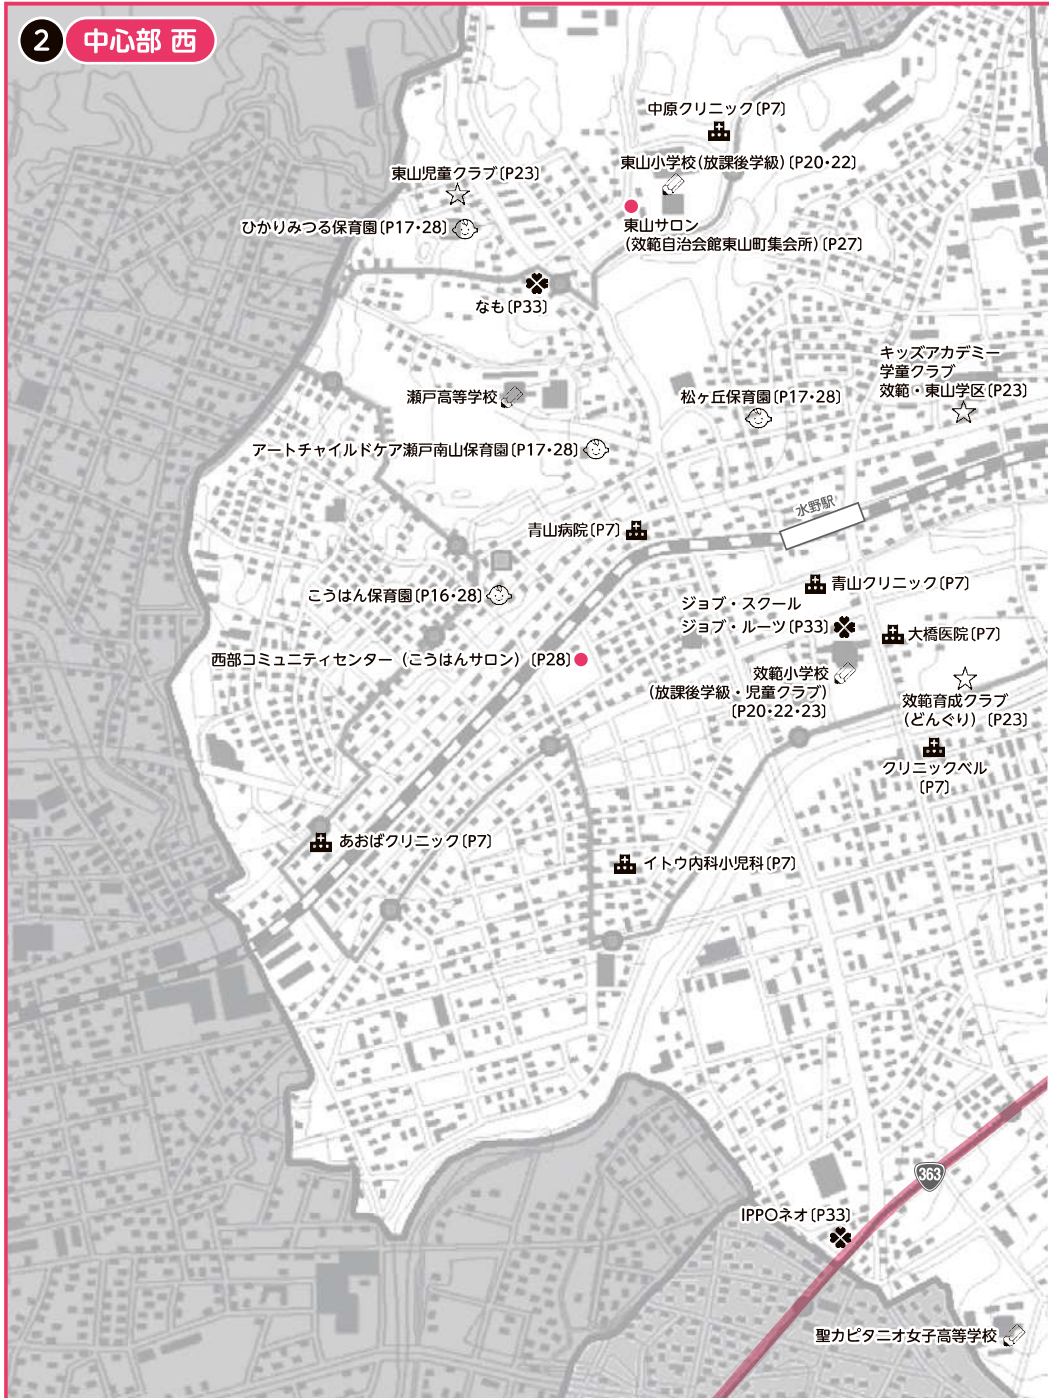 2 中心部 西
中原クリニック〔P7〕
東山小学校(放課後学級)〔P20・22〕
東山児童クラブ〔P23〕
東山サロン
(效範自治会館東山町集会所)〔P27〕
ひかりみつる保育園〔P17・28〕
なも〔P33〕
キッズアカデミー
学童クラブ
效範・東山学区〔P23〕
瀬戸高等学校
松ヶ丘保育園〔P17・28〕
アートチャイルドケア瀬戸南山保育園〔P17・28〕
水野駅
青山病院〔P7〕
青山クリニック〔P7〕
こうはん保育園〔P16・28〕
ジョブ・スクール
ジョブ・ルーツ〔P33〕
大橋医院〔P7〕
西部コミュニティセンター（こうはんサロン）〔P28〕
效範小学校
(放課後学級・児童クラブ)
〔P20・22・23〕
效範育成クラブ
（どんぐり）〔P23〕
クリニックベル
〔P7〕
あおばクリニック〔P7〕
イトウ内科小児科〔P7〕
363
IPPOネオ〔P33〕
聖カピタニオ女子高等学校